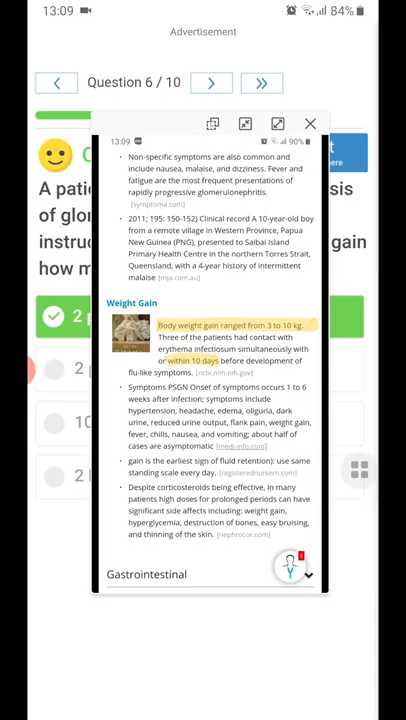 13:09
84%
Advertisement
Question 6 / 10
A patie
sis
of glor
instruc
gain
how m
2 p
2
10
2 l
t
here
13:09
90%
Non-specific symptoms are also common and
include nausea, malaise, and dizziness. Fever and
fatigue are the most frequent presentations of
rapidly progressive glomerulonephritis.
[symptoma.com]
2011; 195: 150-152) Clinical record A 10-year-old boy
from a remote village in Western Province, Papua
New Guinea (PNG), presented to Saibai Island
Primary Health Centre in the northern Torres Strait,
Queensland, with a 4-year history of intermittent
malaise [mja.com.au]
Weight Gain
Body weight gain ranged from 3 to 10 kg.
Three of the patients had contact with
erythema infectiosum simultaneously with
or within 10 days before development of
flu-like symptoms. [ncbi.nlm.nih.gov]
Symptoms PSGN Onset of symptoms occurs 1 to 6
weeks after infection; symptoms include
hypertension, headache, edema, oliguria, dark
urine, reduced urine output, flank pain, weight gain,
fever, chills, nausea, and vomiting; about half of
cases are asymptomatic [medi-info.com]
gain is the earliest sign of fluid retention): use same
standing scale every day. [registerednursern.com]
Despite corticosteroids being effective, in many
patients high doses for prolonged periods can have
significant side affects including: weight gain,
hyperglycemia, destruction of bones, easy bruising,
and thinning of the skin. [nephrocor.com]
Gastrointestinal